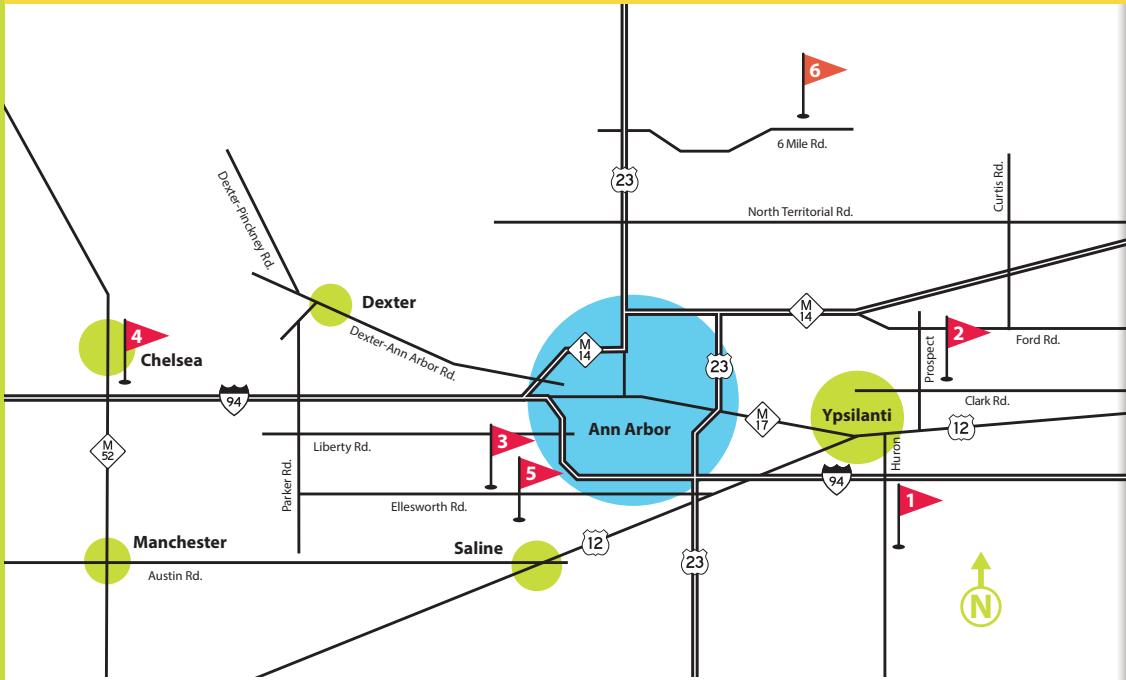 6
6 Mile Rd.
23
Curtis Rd.
Dexter-Pinckney Rd.
North Territorial Rd.
Dexter
M
14
4
Chelsea
Dexter-Ann Arbor Rd.
M
14
23
Prospect
2
Ford Rd.
94
Clark Rd.
Ypsilanti
M
17
12
Ann Arbor
M
52
Liberty Rd.
3
Huron
Parker Rd.
5
94
Ellesworth Rd.
1
Manchester
Saline
12
23
Austin Rd.
N